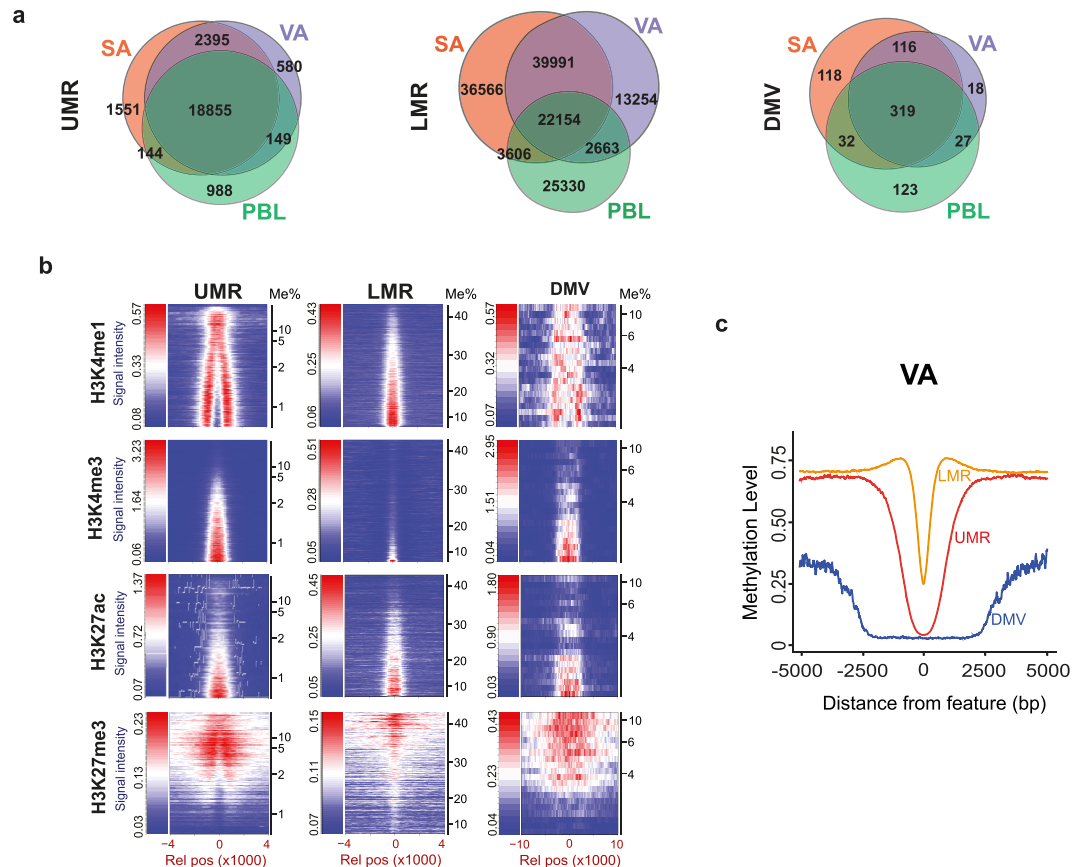 a
UMR
SA
VA
2395
580
1551
18855
144
149
988
PBL
LMR
SA
VA
39991
36566
13254
22154
3606
2663
25330
PBL
DMV
SA
VA
116
118
18
319
32
27
123
PBL
b
UMR
Me%
LMR
DMV
Me%
H3K4me1
Signal intensity
0.57
0.33
0.08
10
5
2
1
0.43
0.25
0.06
40
30
20
10
0.57
0.32
0.07
10
6
4
H3K4me3
Signal intensity
3.23
1.64
0.06
10
5
2
1
0.51
0.28
0.05
40
30
20
10
2.95
1.51
0.04
10
6
4
H3K27ac
Signal intensity
1.37
0.72
0.07
10
5
2
1
0.45
0.25
0.05
40
30
20
10
1.80
0.90
0.03
10
6
4
H3K27me3
Signal intensity
0.23
0.13
0.03
10
5
2
1
0.15
0.11
0.07
40
30
20
10
0.43
0.23
0.04
10
6
4
−4 0 4
Rel pos (x1000)
−4 0 4
Rel pos (x1000)
−10 0 10
Rel pos (x1000)
c
VA
Methylation Level
0.75
0.50
0.25
0
LMR
UMR
DMV
−5000 −2500 0 2500 5000
Distance from feature (bp)